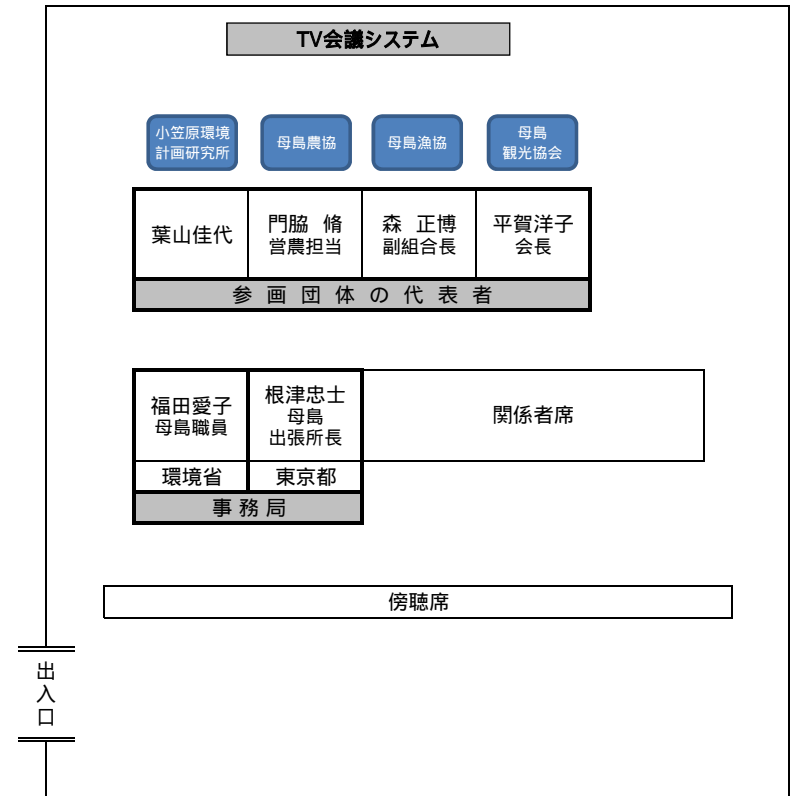 TV会議システム
小笠原環境
計画研究所
母島農協
母島漁協
母島
観光協会
葉山佳代
門脇 脩
営農担当
森 正博
副組合長
平賀洋子
会長
参画団体の代表者
福田愛子
母島職員
根津忠士
母島
出張所長
関係者席
環境省
東京都
事務局
傍聴席
出入口